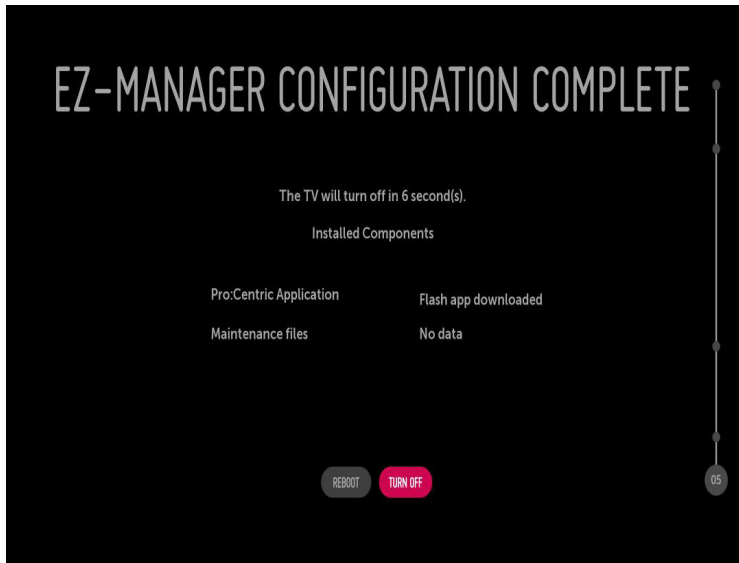 EZ-MANAGER CONFIGURATION COMPLETE
The TV will turn off in 6 second(s).
Installed Components
Pro:Centric Application Flash app downloaded
Maintenance files No data
REBOOT TURN OFF 05